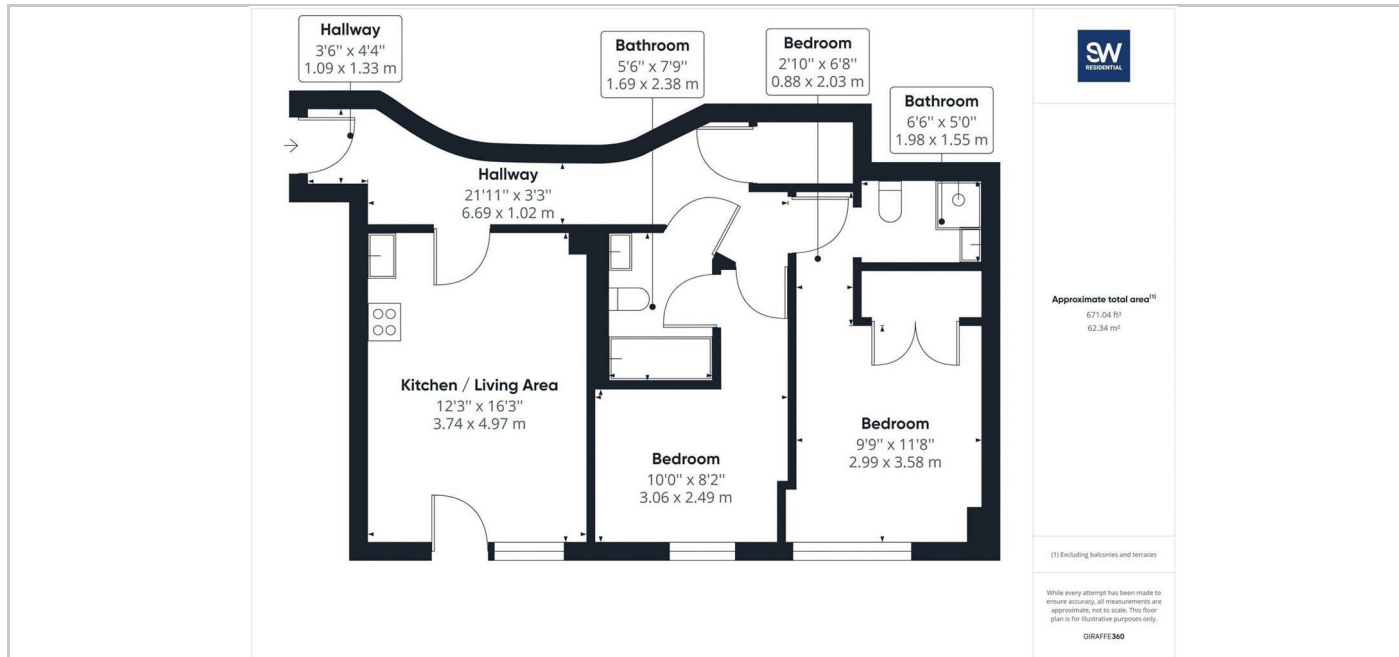 Hallway
3'6'' x 4'4''
1.09 x 1.33 m
Bathroom
5'6'' x 7'9''
1.69 x 2.38 m
Bedroom
2'10'' x 6'8''
0.88 x 2.03 m
Bathroom
6'6'' x 5'0''
1.98 x 1.55 m
Hallway
21'11'' x 3'3''
6.69 x 1.02 m
Kitchen / Living Area
12'3'' x 16'3''
3.74 x 4.97 m
Bedroom
10'0'' x 8'2''
3.06 x 2.49 m
Bedroom
9'9'' x 11'8''
2.99 x 3.58 m
SW
RESIDENTIAL
Approximate total area(1)
671.04 ft²
62.34 m²
(1) Excluding balconies and terraces
While every attempt has been made to
ensure accuracy, all measurements are
approximate, not to scale. This floor
plan is for illustrative purposes only.
GIRAFFE360